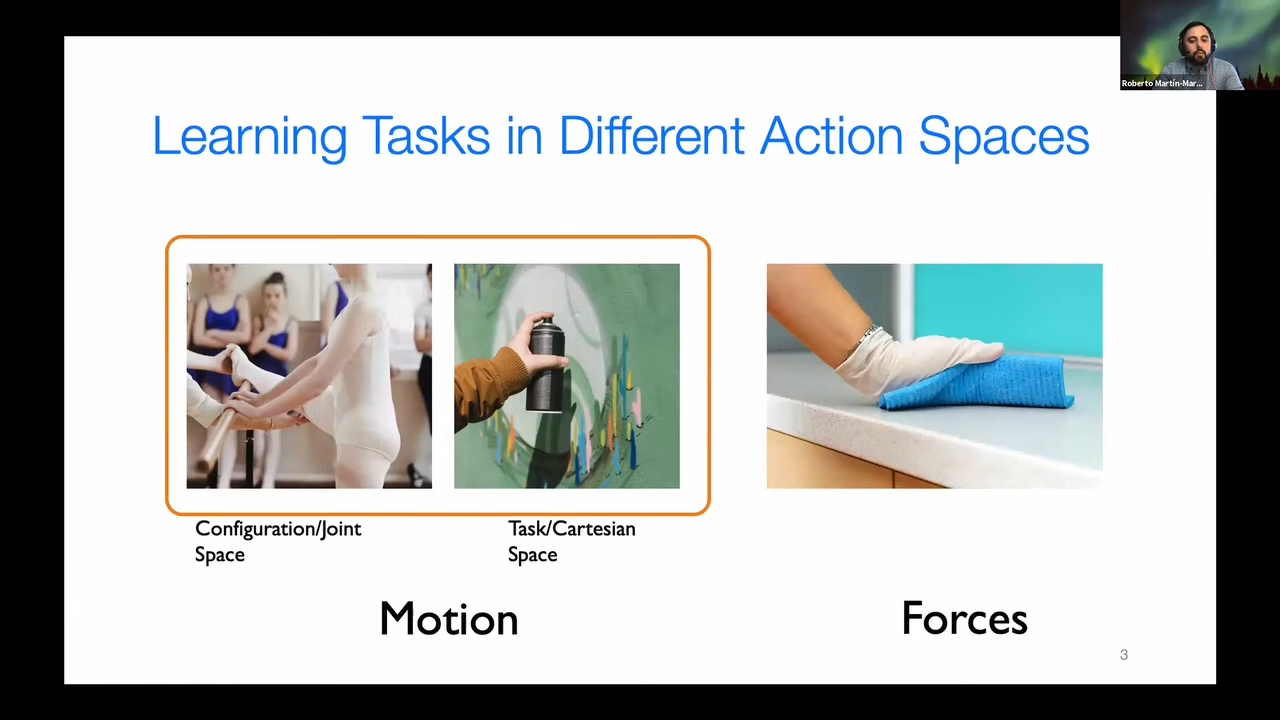 Roberto Martín-Mar...
Learning Tasks in Different Action Spaces
Configuration/Joint
Space
Task/Cartesian
Space
Motion
Forces
3